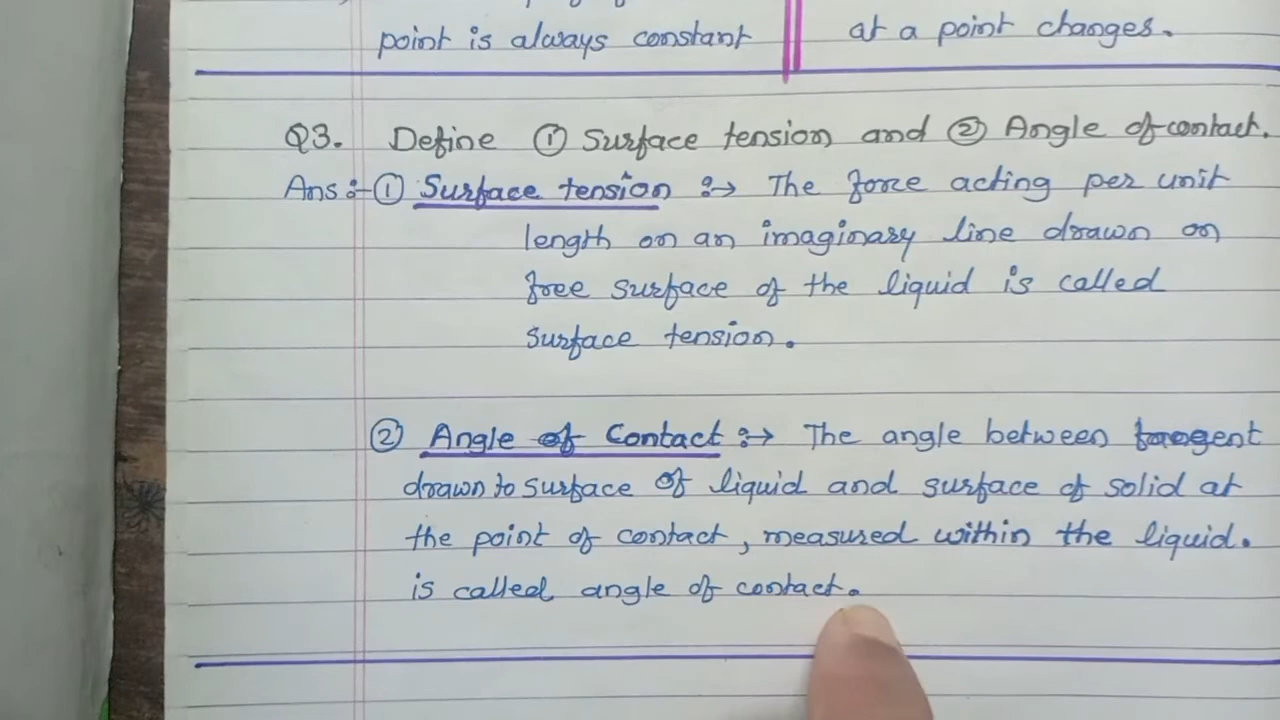 point is always constant
at a point changes.
Q3. Define ① Surface tension and ② Angle of contact.
Ans :- ① Surface tension :→ The force acting per unit
length on an imaginary line drawn on
free surface of the liquid is called
surface tension.
② Angle of Contact :→ The angle between tangent
drawn to surface of liquid and surface of solid at
the point of contact, measured within the liquid.
is called angle of contact.